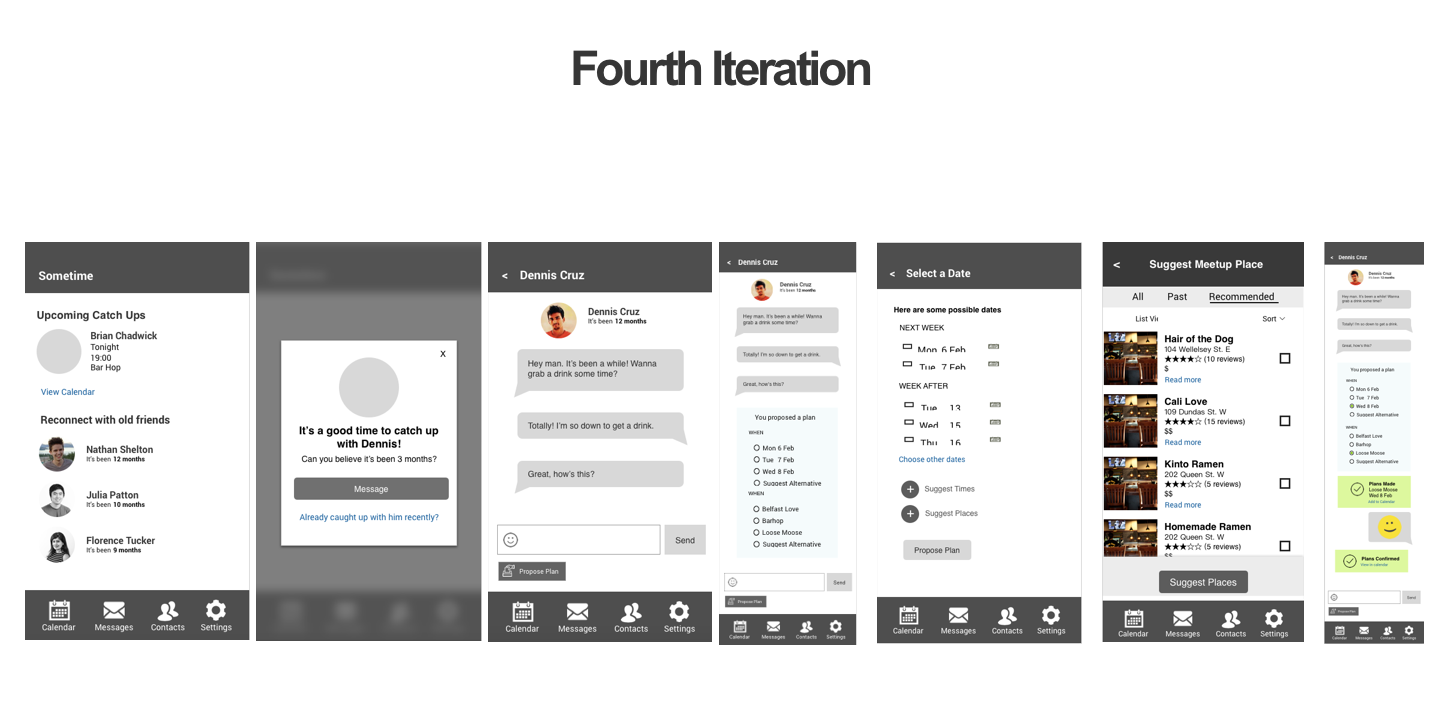 Fourth Iteration
Sometime
Upcoming Catch Ups
Brian Chadwick
Tonight
19:00
Bar Hop
View Calendar
Reconnect with old friends
Nathan Shelton
It's been 12 months
Julia Patton
It's been 10 months
Florence Tucker
It's been 9 months
Calendar
Messages
Contacts
Settings
X
It's a good time to catch up
with Dennis!
Can you believe it's been 3 months?
Message
Already caught up with him recently?
< Dennis Cruz
Dennis Cruz
It's been 12 months
Hey man. It's been a while! Wanna
grab a drink some time?
Totally! I'm so down to get a drink.
Great, how's this?
Send
Propose Plan
Calendar
Messages
Contacts
Settings
< Dennis Cruz
Dennis Cruz
It's been 12 months
Hey man. It's been a while! Wanna
grab a drink some time?
Totally! I'm so down to get a drink.
Great, how's this?
You proposed a plan
WHEN
Mon 6 Feb
Tue 7 Feb
Wed 8 Feb
Suggest Alternative
WHEN
Belfast Love
Barhop
Loose Moose
Suggest Alternative
Send
Propose Plan
Calendar
Messages
Contacts
Settings
< Select a Date
Here are some possible dates
NEXT WEEK
Mon 6 Feb
Tue 7 Feb
WEEK AFTER
Tue 13
Wed 15
Thu 16
Choose other dates
+ Suggest Times
+ Suggest Places
Propose Plan
Calendar
Messages
Contacts
Settings
< Suggest Meetup Place
All
Past
Recommended
List Vi
Sort
Hair of the Dog
104 Wellelsey St. E
★★★★☆ (10 reviews)
$
Read more
Cali Love
109 Dundas St. W
★★★★☆ (15 reviews)
$$
Read more
Kinto Ramen
202 Queen St. W
★★★☆☆ (5 reviews)
$$
Read more
Homemade Ramen
202 Queen St. W
★★★☆☆ (5 reviews)
$$
Suggest Places
Calendar
Messages
Contacts
Settings
< Dennis Cruz
Dennis Cruz
It's been 12 months
Hey man. It's been a while! Wanna
grab a drink some time?
Totally! I'm so down to get a drink.
Great, how's this?
You proposed a plan
WHEN
Mon 6 Feb
Tue 7 Feb
Wed 8 Feb
Suggest Alternative
WHEN
Belfast Love
Barhop
Loose Moose
Suggest Alternative
Plans Made
Loose Moose
Wed 8 Feb
Add to calendar
Plans Confirmed
View in calendar
Send
Propose Plan
Calendar
Messages
Contacts
Settings